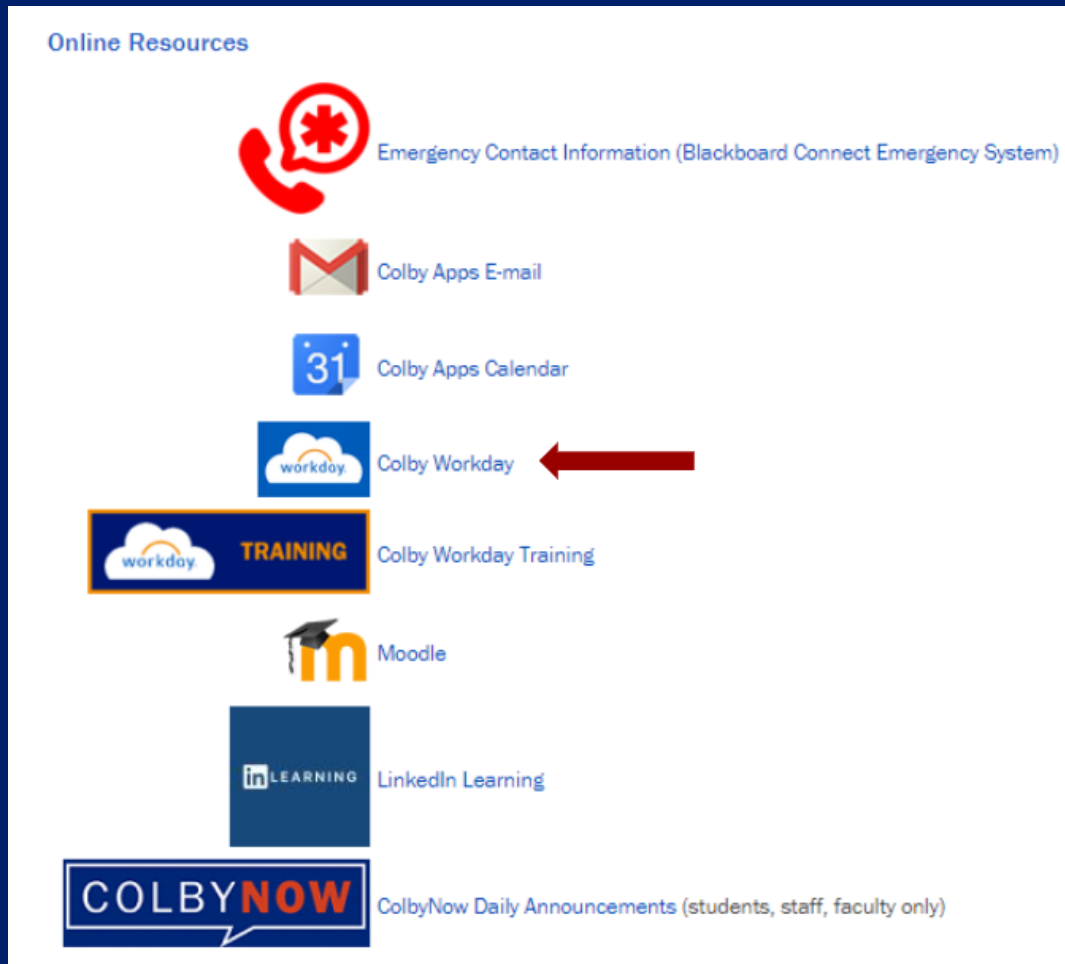 Online Resources
Emergency Contact Information (Blackboard Connect Emergency System)
Colby Apps E-mail
31 Colby Apps Calendar
workday. Colby Workday
workday. TRAINING Colby Workday Training
m Moodle
in LEARNING LinkedIn Learning
COLBYNOW ColbyNow Daily Announcements (students, staff, faculty only)